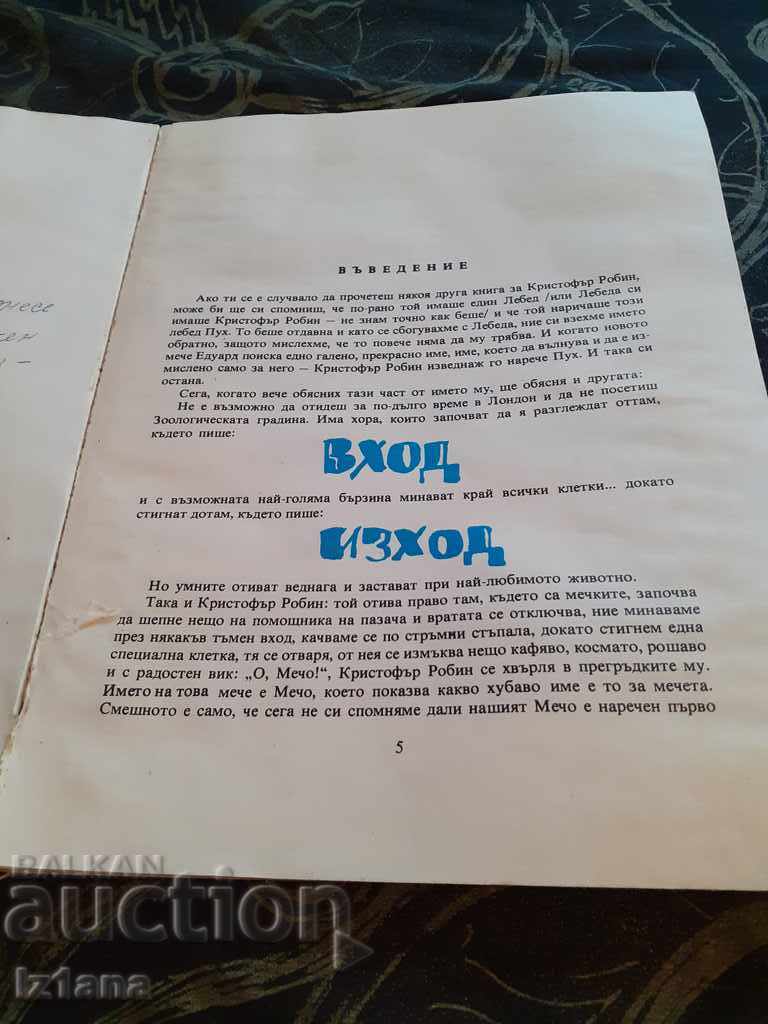 днесе
ВЪВЕДЕНИЕ
Ако ти се е случвало да прочетеш някоя друга книга за Кристофър Робин,
може би ще си спомниш, че по-рано той имаше един Лебед /или Лебеда си
имаше Кристофър Робин — не знам точно как беше/ и че той наричаше този
лебед Пух. То беше отдавна и като се сбогувахме с Лебеда, ние си взехме името
обратно, защото мислехме, че то повече няма да му трябва. И когато новото
мече Едуард поиска едно галено, прекрасно име, име, което да вълнува и да е из-
мислено само за него — Кристофър Робин изведнаж го нарече Пух. И така си
остана.
Сега, когато вече обясних тази част от името му, ще обясня и другата:
Не е възможно да отидеш за по-дълго време в Лондон и да не посетиш
Зоологическата градина. Има хора, които започват да я разглеждат оттам,
където пише:
ВХОД
и с възможната най-голяма бързина минават край всички клетки... докато
стигнат дотам, където пише:
ИЗХОД
Но умните отиват веднага и застават при най-любимото животно.
Така и Кристофър Робин: той отива право там, където са мечките, започва
да шепне нещо на помощника на пазача и вратата се отключва, ние минаваме
през някакъв тъмен вход, качваме се по стръмни стъпала, докато стигнем една
специална клетка, тя се отваря, от нея се измъква нещо кафяво, космато, рошаво
и с радостен вик: „О, Мечо!“, Кристофър Робин се хвърля в прегръдките му.
Името на това мече е Мечо, което показва какво хубаво име е то за мечета.
Смешното е само, че сега не си спомняме дали нашият Мечо е наречен първо
5
BALKAN
auction
iz1ana